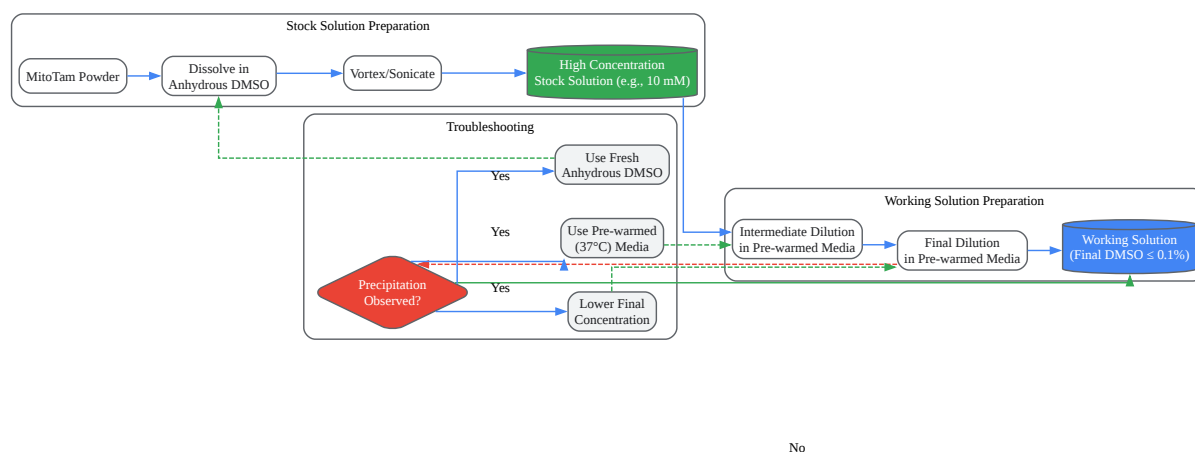 Stock Solution Preparation
MitoTam Powder
Dissolve in
Anhydrous DMSO
Vortex/Sonicate
High Concentration
Stock Solution (e.g., 10 mM)
Troubleshooting
Use Fresh
Anhydrous DMSO
Yes
Use Pre-warmed
(37°C) Media
Yes
Precipitation
Observed?
Yes
Lower Final
Concentration
Working Solution Preparation
Intermediate Dilution
in Pre-warmed Media
Final Dilution
in Pre-warmed Media
Working Solution
(Final DMSO ≤ 0.1%)
No